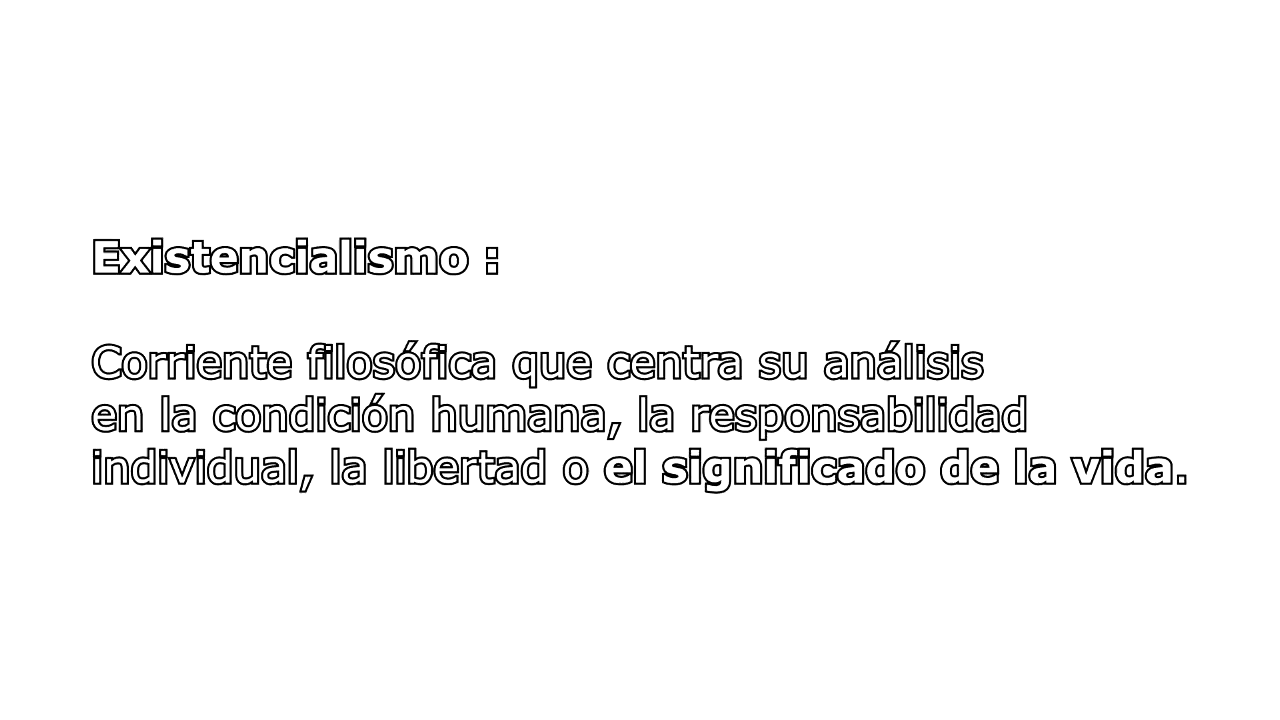 Existencialismo :
Corriente filosófica que centra su análisis
en la condición humana, la responsabilidad
individual, la libertad o el significado de la vida.